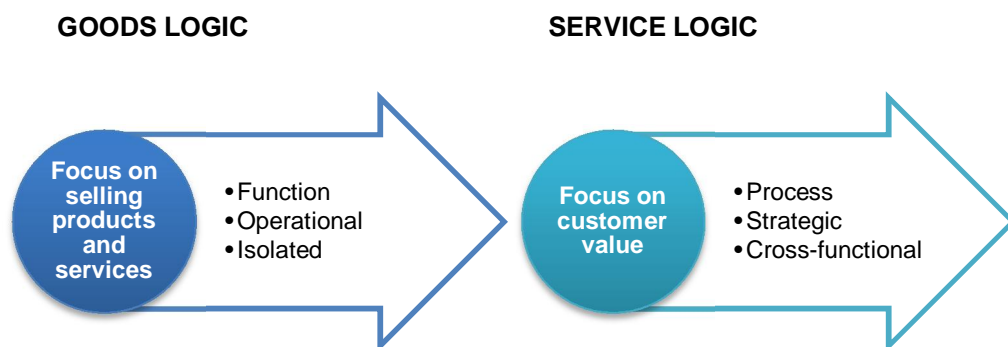 GOODS LOGIC
SERVICE LOGIC
Focus on
selling
products
and
services
•Function
•Operational
•Isolated
Focus on
customer
value
•Process
•Strategic
•Cross-functional